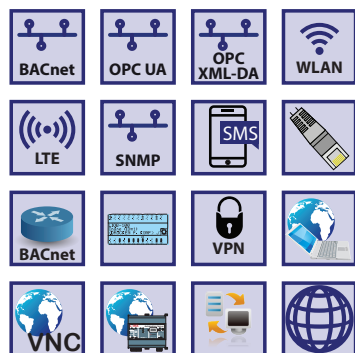 BACnet
OPC UA
OPC
XML-DA
WLAN
LTE
SNMP
SMS
BACnet
VPN
VNC